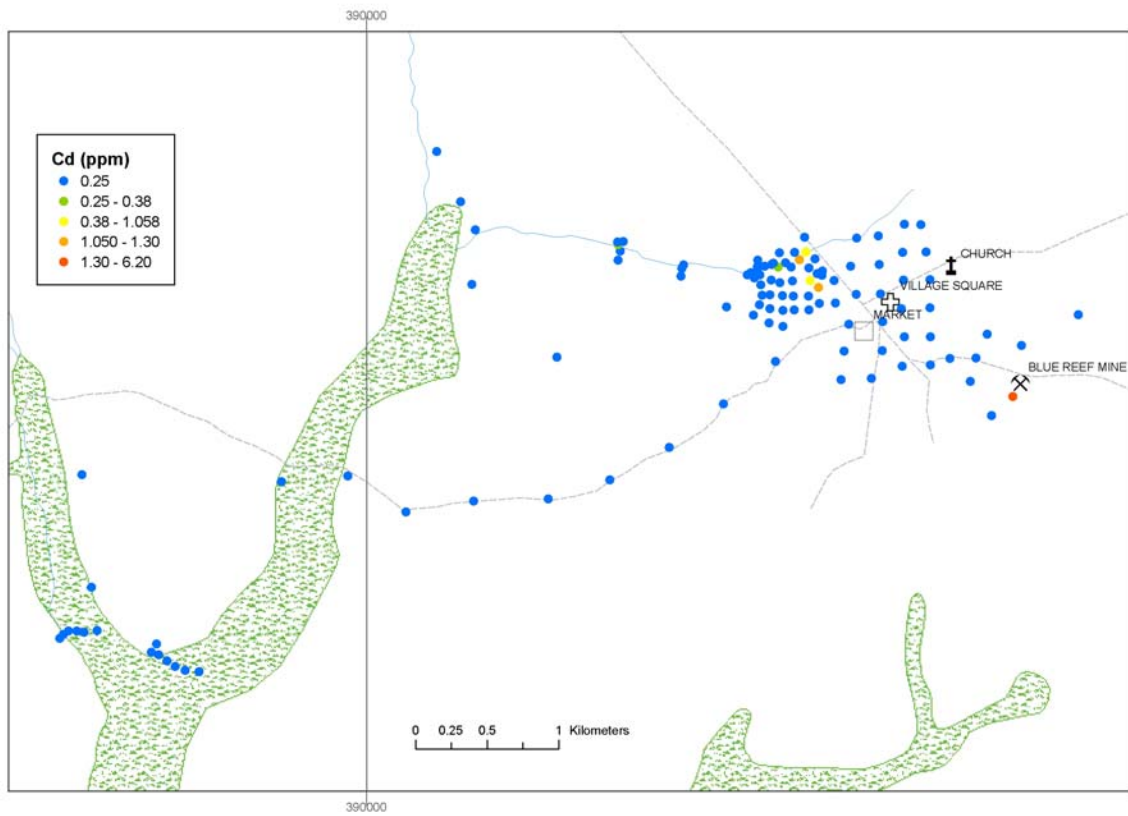 390000
Cd (ppm)
0.25
0.25 - 0.38
0.38 - 1.058
1.050 - 1.30
1.30 - 6.20
CHURCH
VILLAGE SQUARE
MARKET
BLUE REEF MINE
0 0.25 0.5 1 Kilometers
390000